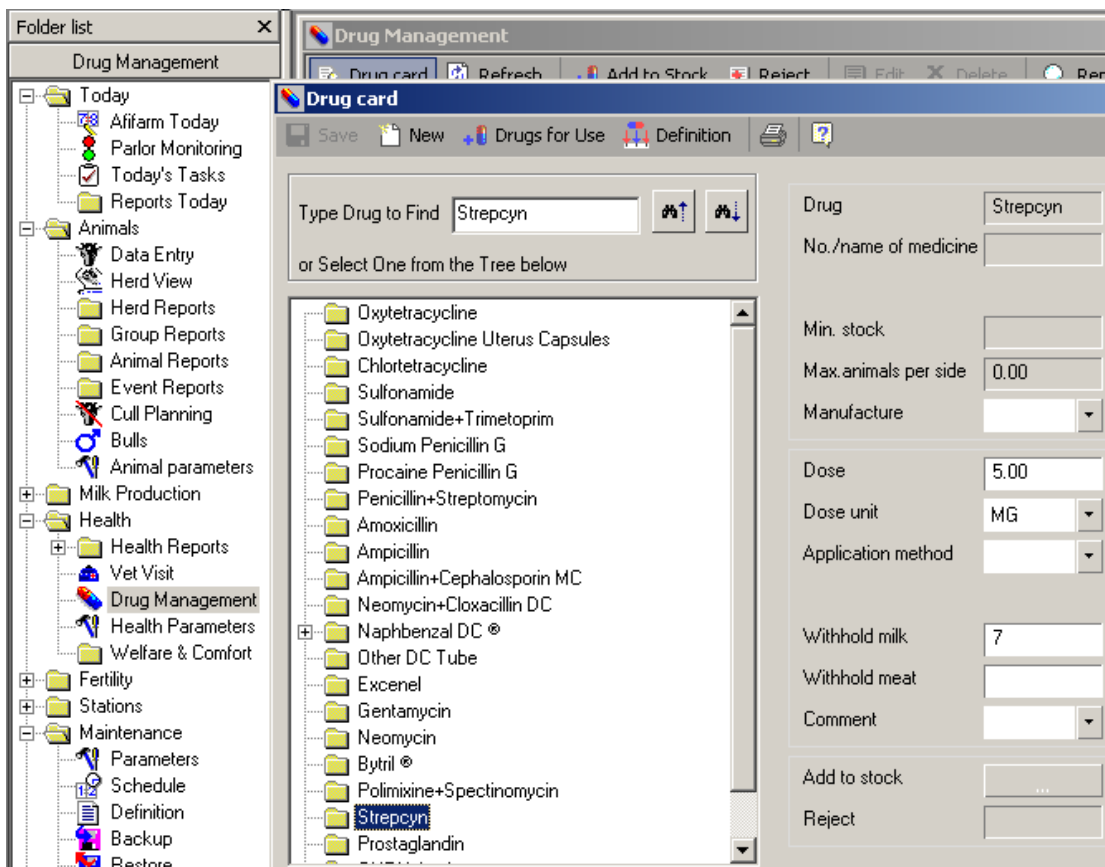 Folder list
Drug Management
Today
Afifarm Today
Parlor Monitoring
Today's Tasks
Reports Today
Animals
Data Entry
Herd View
Herd Reports
Group Reports
Animal Reports
Event Reports
Cull Planning
Bulls
Animal parameters
Milk Production
Health
Health Reports
Vet Visit
Drug Management
Health Parameters
Welfare & Comfort
Fertility
Stations
Maintenance
Parameters
Schedule
Definition
Backup
Restore
Drug Management
Drug card Refresh Add to Stock Reject Edit Delete
Drug card
Save New Drugs for Use Definition
Type Drug to Find Strepcyn
or Select One from the Tree below
Oxytetracycline
Oxytetracycline Uterus Capsules
Chlortetracycline
Sulfonamide
Sulfonamide+Trimetoprim
Sodium Penicillin G
Procaine Penicillin G
Penicillin+Streptomycin
Amoxicillin
Ampicillin
Ampicillin+Cephalosporin MC
Neomycin+Cloxacillin DC
Naphbenzal DC ®
Other DC Tube
Excenel
Gentamycin
Neomycin
Bytril ®
Polimixine+Spectinomycin
Strepcyn
Prostaglandin
Drug Strepcyn
No./name of medicine
Min. stock
Max.animals per side 0.00
Manufacture
Dose 5.00
Dose unit MG
Application method
Withhold milk 7
Withhold meat
Comment
Add to stock ...
Reject